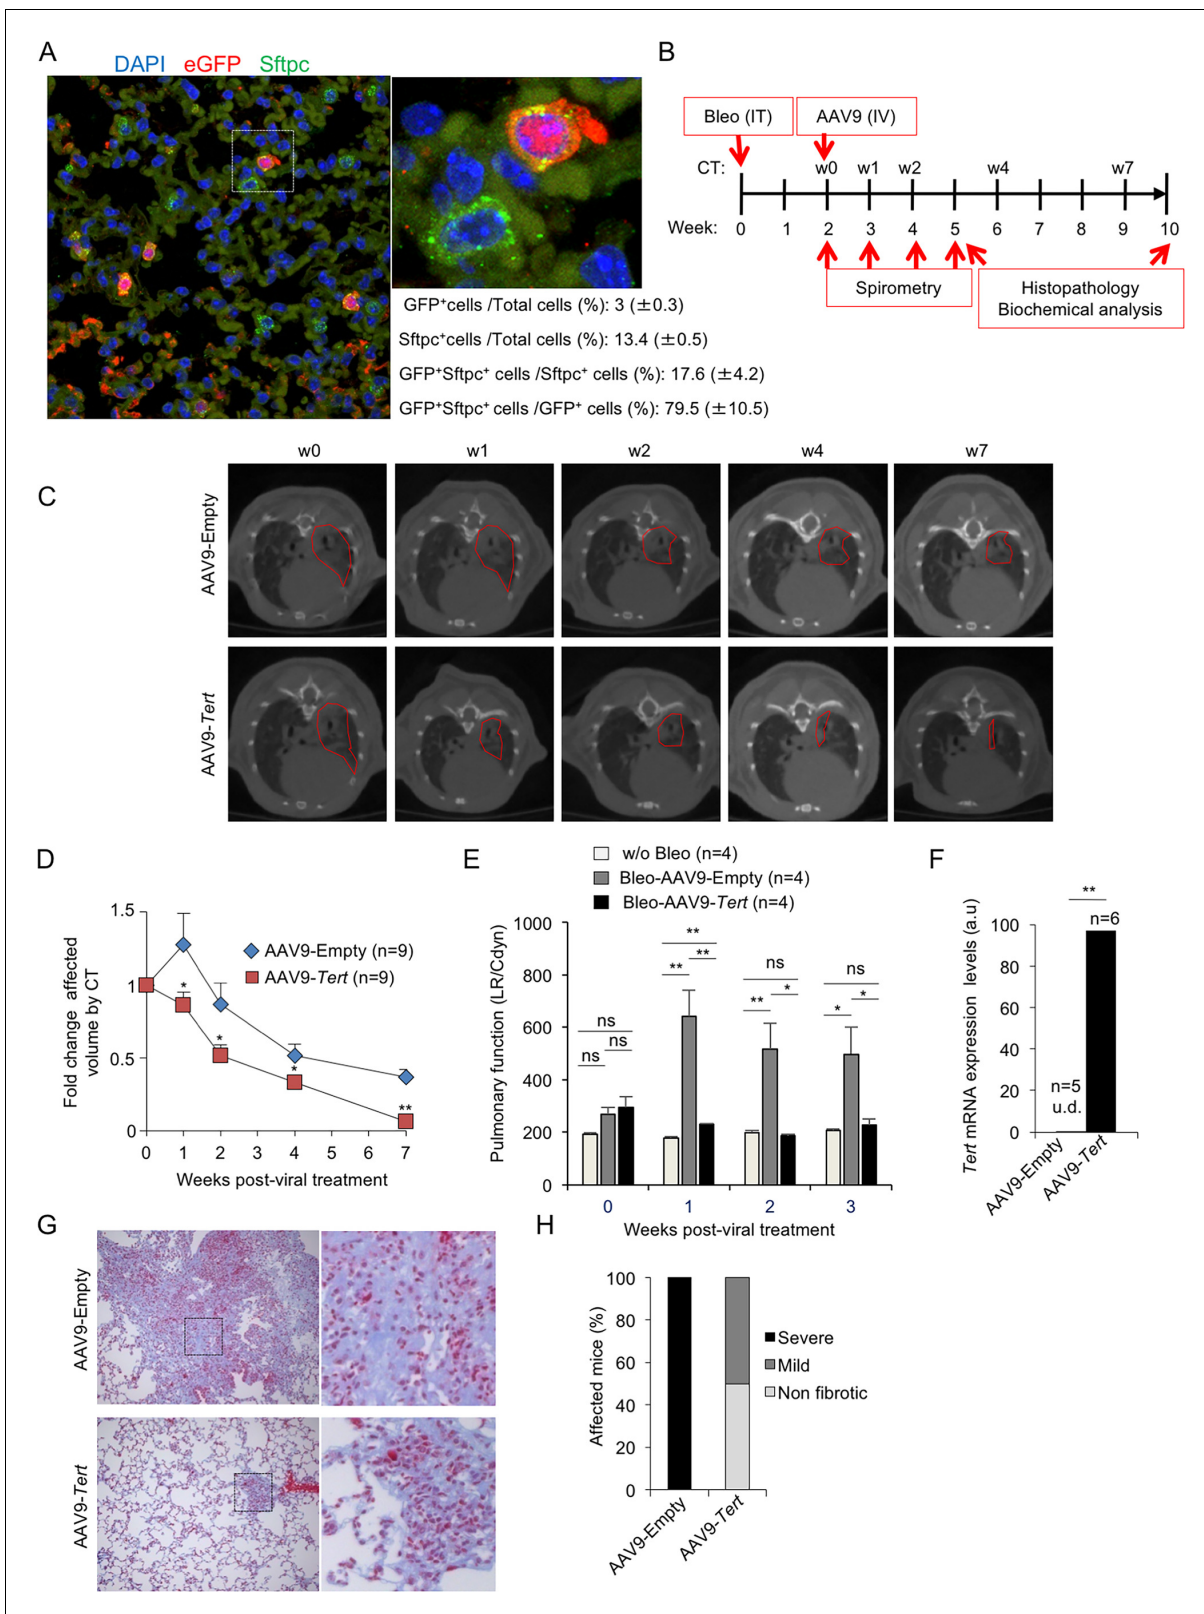 A
DAPI eGFP Sftpc
GFP⁺cells /Total cells (%): 3 (±0.3)
Sftpc⁺cells /Total cells (%): 13.4 (±0.5)
GFP⁺Sftpc⁺ cells /Sftpc⁺ cells (%): 17.6 (±4.2)
GFP⁺Sftpc⁺ cells /GFP⁺ cells (%): 79.5 (±10.5)
B
Bleo (IT) AAV9 (IV)
CT: w0 w1 w2 w4 w7
Week: 0 1 2 3 4 5 6 7 8 9 10
Spirometry
Histopathology
Biochemical analysis
C
w0 w1 w2 w4 w7
AAV9-Empty
AAV9-Tert
D
Fold change affected
volume by CT
1.5
1
0.5
0
AAV9-Empty (n=9)
AAV9-Tert (n=9)
*
*
*
**
0 1 2 3 4 5 6 7
Weeks post-viral treatment
E
w/o Bleo (n=4)
Bleo-AAV9-Empty (n=4)
Bleo-AAV9-Tert (n=4)
Pulmonary function (LR/Cdyn)
1000
800
600
400
200
0
ns
ns ns
**
** **
ns
** *
ns
* *
0 1 2 3
Weeks post-viral treatment
F
Tert mRNA expression levels (a.u)
100
80
60
40
20
0
**
n=6
n=5
u.d.
AAV9-Empty
AAV9-Tert
G
AAV9-Empty
AAV9-Tert
H
Affected mice (%)
100
80
60
40
20
0
Severe
Mild
Non fibrotic
AAV9-Empty
AAV9-Tert